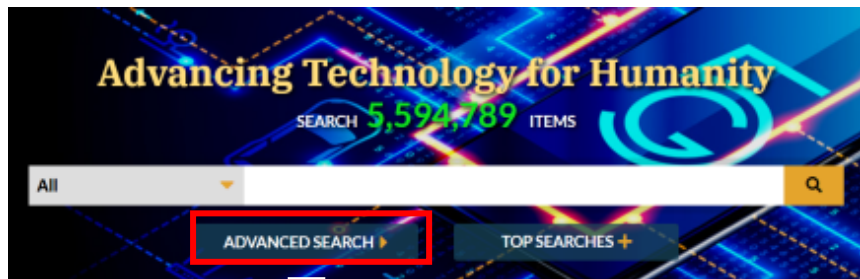 Advancing Technology for Humanity
SEARCH 5,594,789 ITEMS
All
ADVANCED SEARCH
TOP SEARCHES +